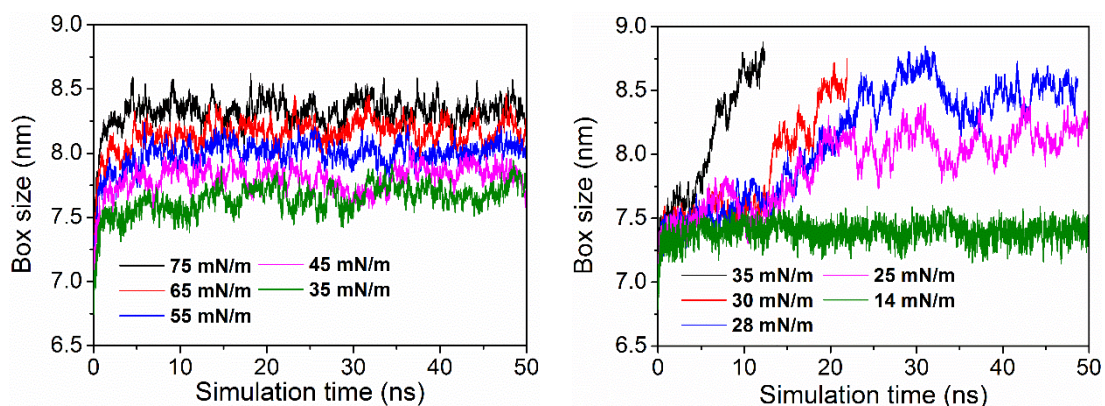 9.0
8.5
8.0
7.5
7.0
6.5
Box size (nm)
75 mN/m
45 mN/m
65 mN/m
35 mN/m
55 mN/m
0
10
20
30
40
50
Simulation time (ns)
9.0
8.5
8.0
7.5
7.0
6.5
Box size (nm)
35 mN/m
25 mN/m
30 mN/m
14 mN/m
28 mN/m
0
10
20
30
40
50
Simulation time (ns)